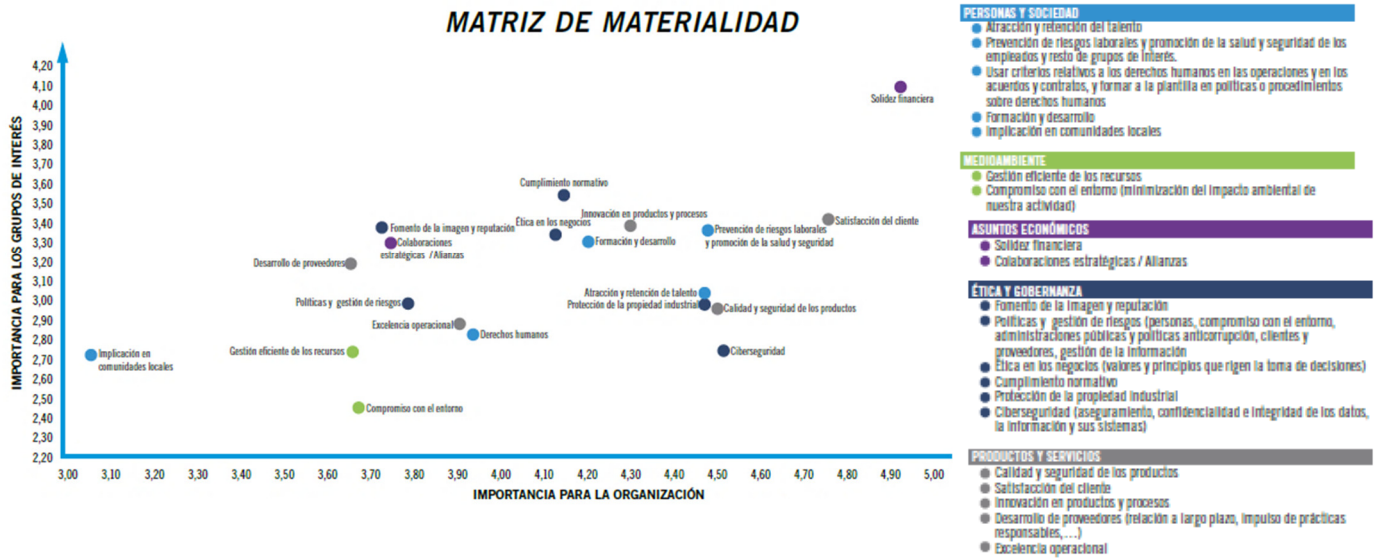 MATRIZ DE MATERIALIDAD
IMPORTANCIA PARA LOS GRUPOS DE INTERÉS
4,20
4,10
4,00
3,90
3,80
3,70
3,60
3,50
3,40
3,30
3,20
3,10
3,00
2,90
2,80
2,70
2,60
2,50
2,40
2,30
2,20
Solidez financiera
Cumplimiento normativo
Innovación en productos y procesos
Satisfacción del cliente
Ética en los negocios
Fomento de la imagen y reputación
Prevención de riesgos laborales
y promoción de la salud y seguridad
Formación y desarrollo
Colaboraciones
estratégicas / Alianzas
Desarrollo de proveedores
Atracción y retención de talento
Políticas y gestión de riesgos
Protección de la propiedad industrial
Calidad y seguridad de los productos
Excelencia operacional
Derechos humanos
Gestión eficiente de los recursos
Ciberseguridad
Implicación en
comunidades locales
Compromiso con el entorno
3,00 3,10 3,20 3,30 3,40 3,50 3,60 3,70 3,80 3,90 4,00 4,10 4,20 4,30 4,40 4,50 4,60 4,70 4,80 4,90 5,00
IMPORTANCIA PARA LA ORGANIZACIÓN
PERSONAS Y SOCIEDAD
Atracción y retención del talento
Prevención de riesgos laborales y promoción de la salud y seguridad de los
empleados y resto de grupos de interés.
Usar criterios relativos a los derechos humanos en las operaciones y en los
acuerdos y contratos, y formar a la plantilla en políticas o procedimientos
sobre derechos humanos
Formación y desarrollo
Implicación en comunidades locales
MEDIOAMBIENTE
Gestión eficiente de los recursos
Compromiso con el entorno (minimización del impacto ambiental de
nuestra actividad)
ASUNTOS ECONÓMICOS
Solidez financiera
Colaboraciones estratégicas / Alianzas
ÉTICA Y GOBERNANZA
Fomento de la imagen y reputación
Políticas y gestión de riesgos (personas, compromiso con el entorno,
administraciones públicas y políticas anticorrupción, clientes y
proveedores, gestión de la información
Ética en los negocios (valores y principios que rigen la toma de decisiones)
Cumplimiento normativo
Protección de la propiedad industrial
Ciberseguridad (aseguramiento, confidencialidad e integridad de los datos,
la información y sus sistemas)
PRODUCTOS Y SERVICIOS
Calidad y seguridad de los productos
Satisfacción del cliente
Innovación en productos y procesos
Desarrollo de proveedores (relación a largo plazo, impulso de prácticas
responsables,...)
Excelencia operacional